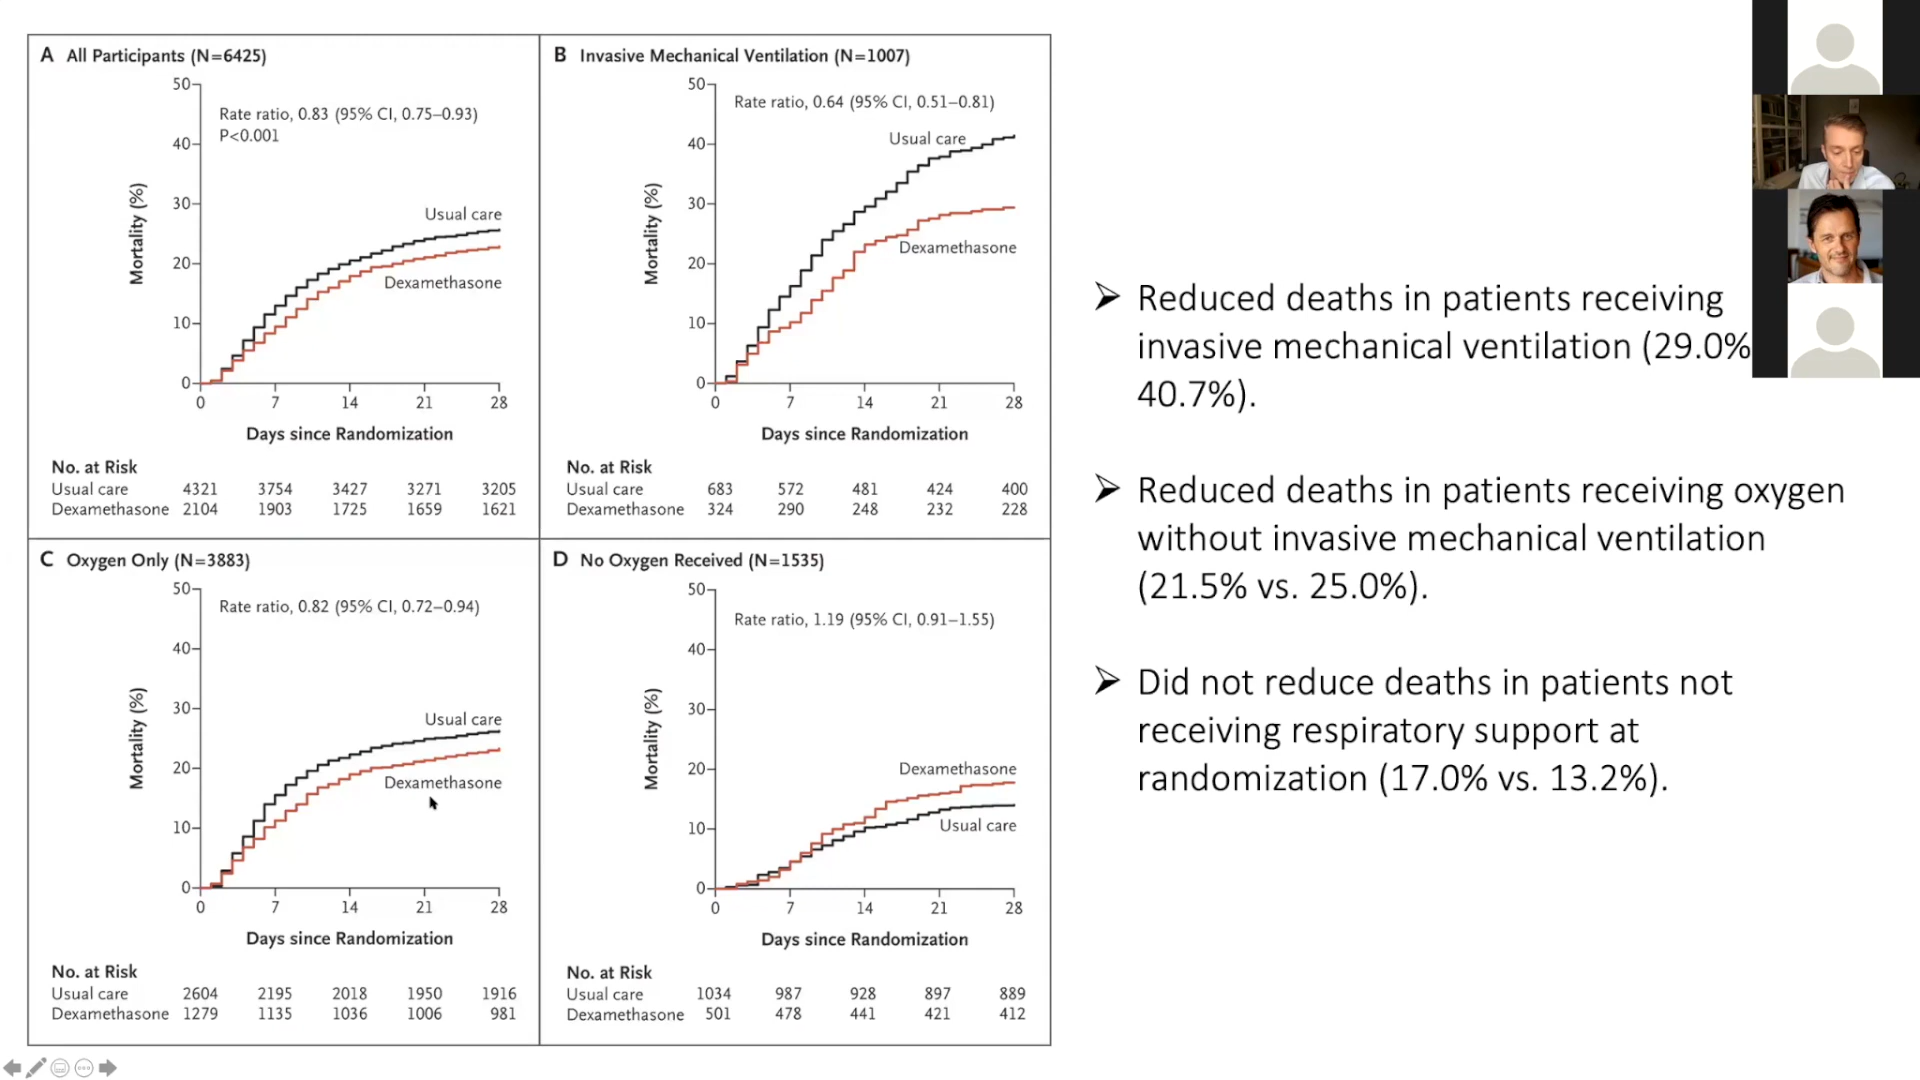 A All Participants (N=6425)
50
40
30
20
10
0
Mortality (%)
Rate ratio, 0.83 (95% CI, 0.75–0.93)
P<0.001
Usual care
Dexamethasone
0 7 14 21 28
Days since Randomization
No. at Risk
Usual care 4321 3754 3427 3271 3205
Dexamethasone 2104 1903 1725 1659 1621
B Invasive Mechanical Ventilation (N=1007)
50
40
30
20
10
0
Mortality (%)
Rate ratio, 0.64 (95% CI, 0.51–0.81)
Usual care
Dexamethasone
0 7 14 21 28
Days since Randomization
No. at Risk
Usual care 683 572 481 424 400
Dexamethasone 324 290 248 232 228
C Oxygen Only (N=3883)
50
40
30
20
10
0
Mortality (%)
Rate ratio, 0.82 (95% CI, 0.72–0.94)
Usual care
Dexamethasone
0 7 14 21 28
Days since Randomization
No. at Risk
Usual care 2604 2195 2018 1950 1916
Dexamethasone 1279 1135 1036 1006 981
D No Oxygen Received (N=1535)
50
40
30
20
10
0
Mortality (%)
Rate ratio, 1.19 (95% CI, 0.91–1.55)
Dexamethasone
Usual care
0 7 14 21 28
Days since Randomization
No. at Risk
Usual care 1034 987 928 897 889
Dexamethasone 501 478 441 421 412
Reduced deaths in patients receiving
invasive mechanical ventilation (29.0%
40.7%).
Reduced deaths in patients receiving oxygen
without invasive mechanical ventilation
(21.5% vs. 25.0%).
Did not reduce deaths in patients not
receiving respiratory support at
randomization (17.0% vs. 13.2%).